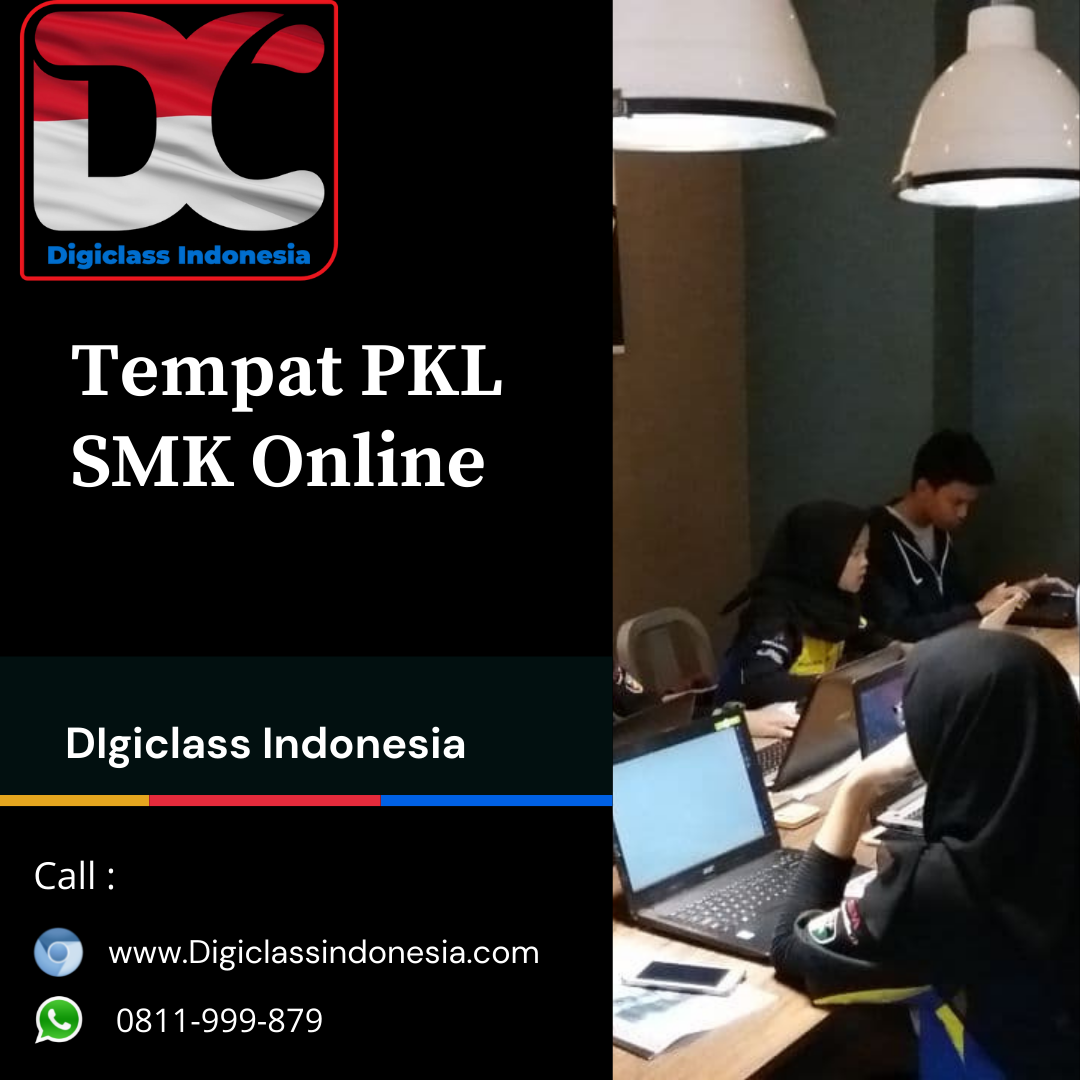 DC
Digiclass Indonesia
Tempat PKL
SMK Online
DIgiclass Indonesia
Call :
www.Digiclassindonesia.com
0811-999-879